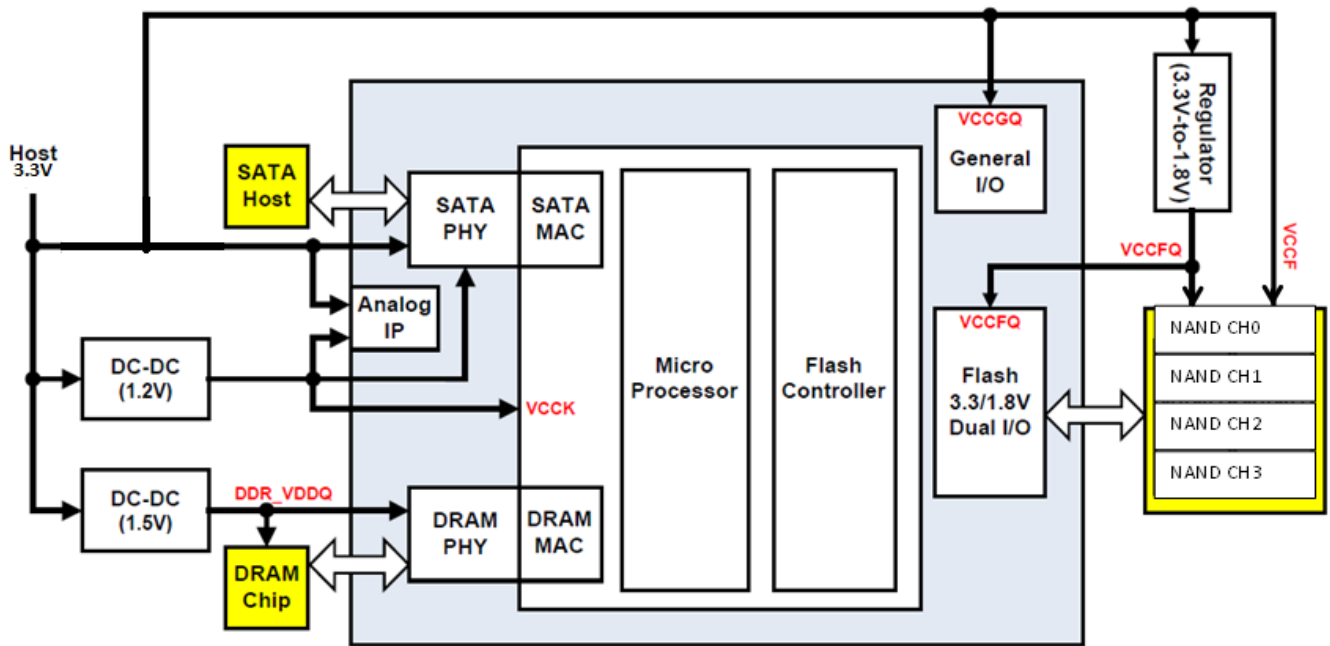 Host
3.3V
SATA
Host
SATA
PHY
SATA
MAC
Analog
IP
DC-DC
(1.2V)
VCCK
DC-DC
(1.5V)
DDR_VDDQ
DRAM
Chip
DRAM
PHY
DRAM
MAC
Micro
Processor
Flash
Controller
VCCGQ
General
I/O
VCCFQ
Flash
3.3/1.8V
Dual I/O
Regulator
(3.3V-to-1.8V)
VCCFQ
VCCF
NAND CH0
NAND CH1
NAND CH2
NAND CH3